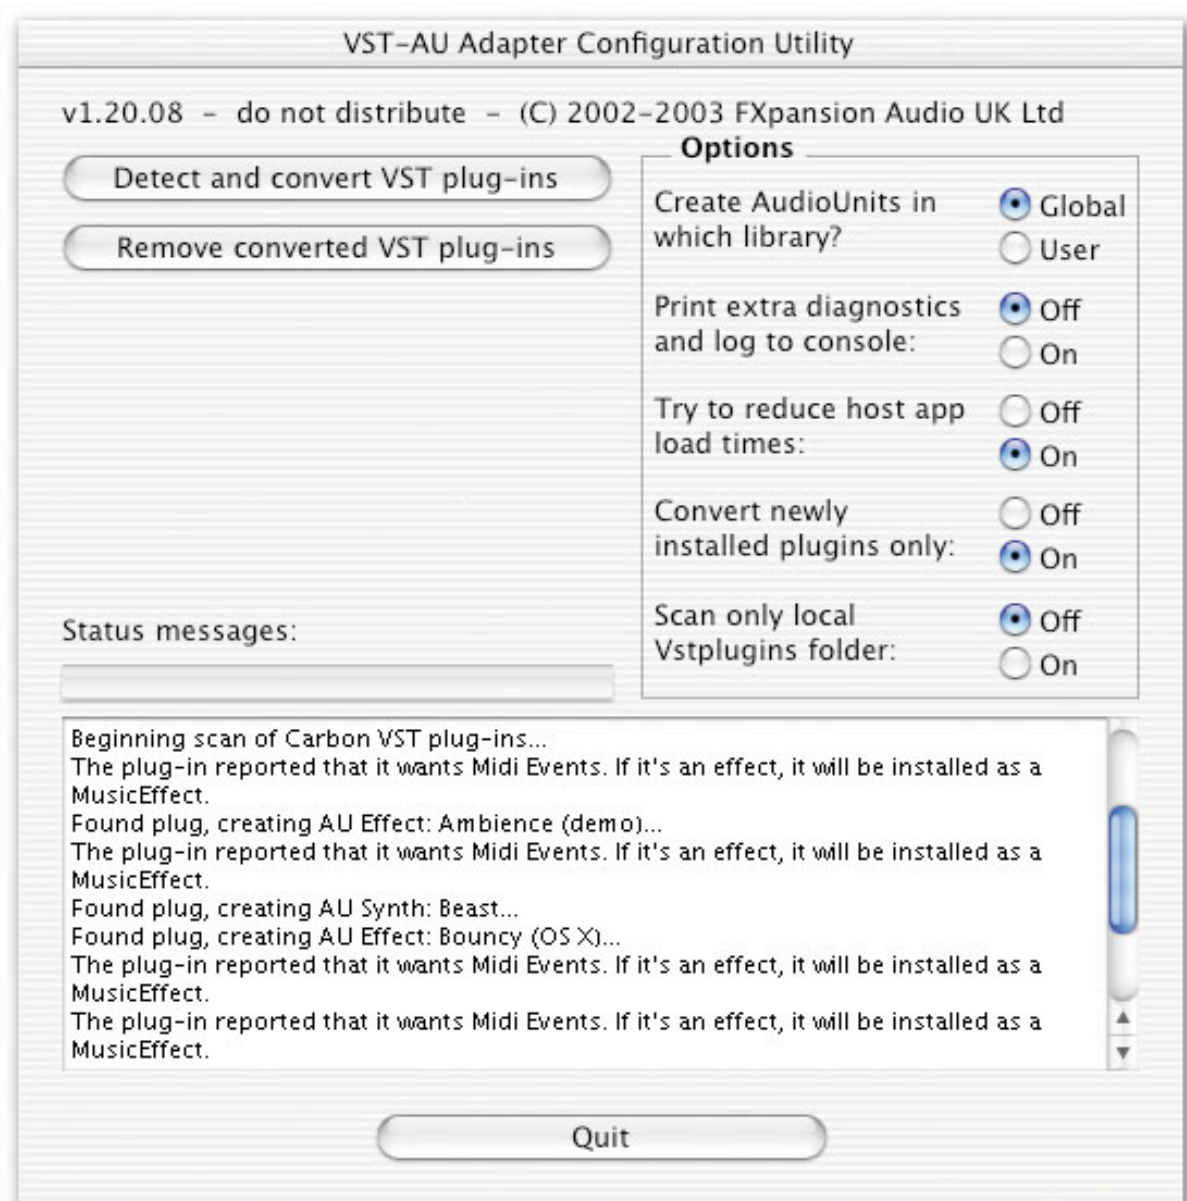 VST-AU Adapter Configuration Utility
v1.20.08 - do not distribute - (C) 2002-2003 FXpansion Audio UK Ltd
Detect and convert VST plug-ins
Remove converted VST plug-ins
Options
Create AudioUnits in
which library?
Global
User
Print extra diagnostics
and log to console:
Off
On
Try to reduce host app
load times:
Off
On
Convert newly
installed plugins only:
Off
On
Scan only local
Vstplugins folder:
Off
On
Status messages:
Beginning scan of Carbon VST plug-ins...
The plug-in reported that it wants Midi Events. If it's an effect, it will be installed as a
MusicEffect.
Found plug, creating AU Effect: Ambience (demo)...
The plug-in reported that it wants Midi Events. If it's an effect, it will be installed as a
MusicEffect.
Found plug, creating AU Synth: Beast...
Found plug, creating AU Effect: Bouncy (OS X)...
The plug-in reported that it wants Midi Events. If it's an effect, it will be installed as a
MusicEffect.
The plug-in reported that it wants Midi Events. If it's an effect, it will be installed as a
MusicEffect.
Quit